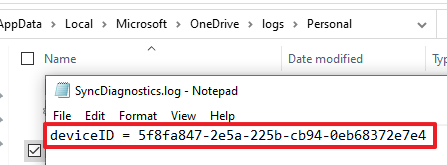 AppData > Local > Microsoft > OneDrive > logs > Personal
Name
Date modified
SyncDiagnostics.log - Notepad
File Edit Format View Help
deviceID = 5f8fa847-2e5a-225b-cb94-0eb68372e7e4